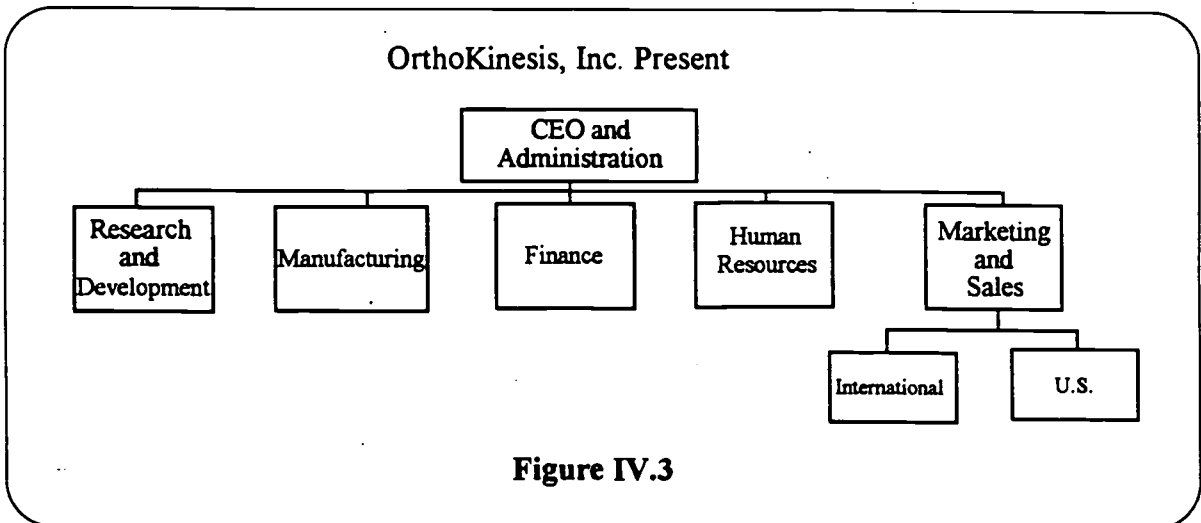 OrthoKinesis, Inc. Present
CEO and
Administration
Research
and
Development
Manufacturing
Finance
Human
Resources
Marketing
and
Sales
International
U.S.
Figure IV.3